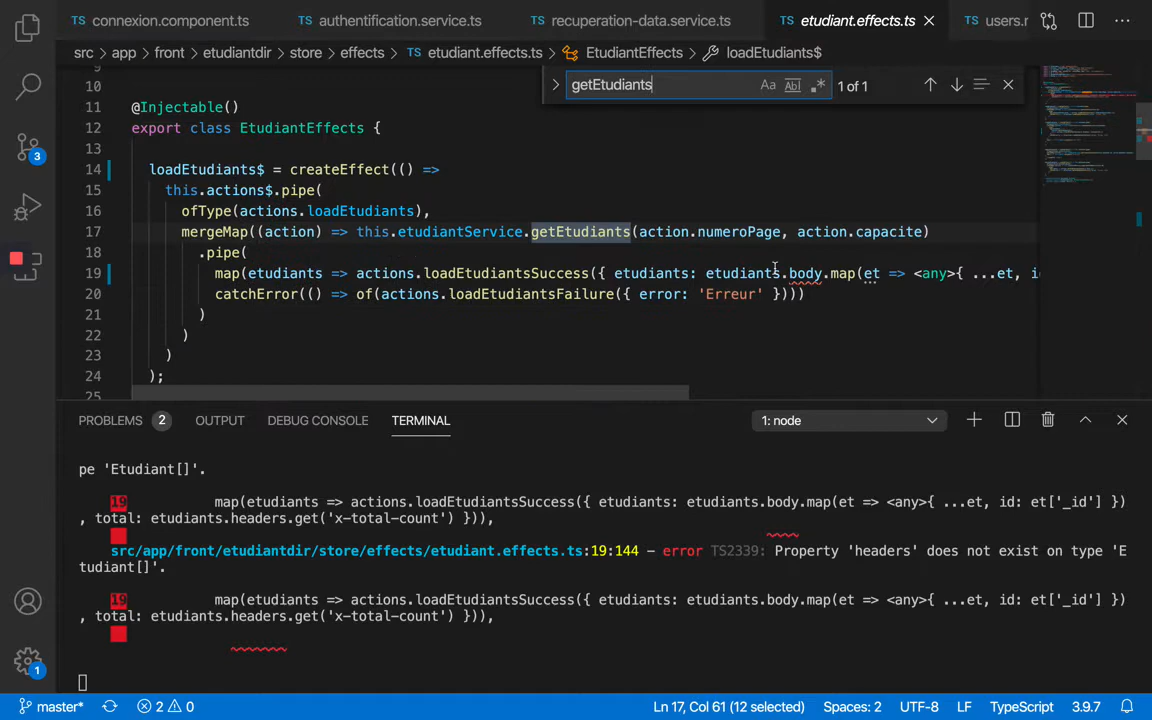 TS connexion.component.ts TS authentification.service.ts TS recuperation-data.service.ts TS etudiant.effects.ts TS users.r
src > app > front > etudiantdir > store > effects > TS etudiant.effects.ts > EtudiantEffects > loadEtudiants$
getEtudiants Aa Abl .* 1 of 1
9
10
11 @Injectable()
12 export class EtudiantEffects {
13
14 loadEtudiants$ = createEffect(() =>
15 this.actions$.pipe(
16 ofType(actions.loadEtudiants),
17 mergeMap((action) => this.etudiantService.getEtudiants(action.numeroPage, action.capacite)
18 .pipe(
19 map(etudiants => actions.loadEtudiantsSuccess({ etudiants: etudiants.body.map(et => <any>{ ...et, id
20 catchError(() => of(actions.loadEtudiantsFailure({ error: 'Erreur' })))
21 )
22 )
23 )
24 );
25
PROBLEMS 2 OUTPUT DEBUG CONSOLE TERMINAL 1: node
pe 'Etudiant[]'.
19 map(etudiants => actions.loadEtudiantsSuccess({ etudiants: etudiants.body.map(et => <any>{ ...et, id: et['_id'] })
, total: etudiants.headers.get('x-total-count') })),
src/app/front/etudiantdir/store/effects/etudiant.effects.ts:19:144 - error TS2339: Property 'headers' does not exist on type 'E
tudiant[]'.
19 map(etudiants => actions.loadEtudiantsSuccess({ etudiants: etudiants.body.map(et => <any>{ ...et, id: et['_id'] })
, total: etudiants.headers.get('x-total-count') })),
3
1
master* 2 0 Ln 17, Col 61 (12 selected) Spaces: 2 UTF-8 LF TypeScript 3.9.7